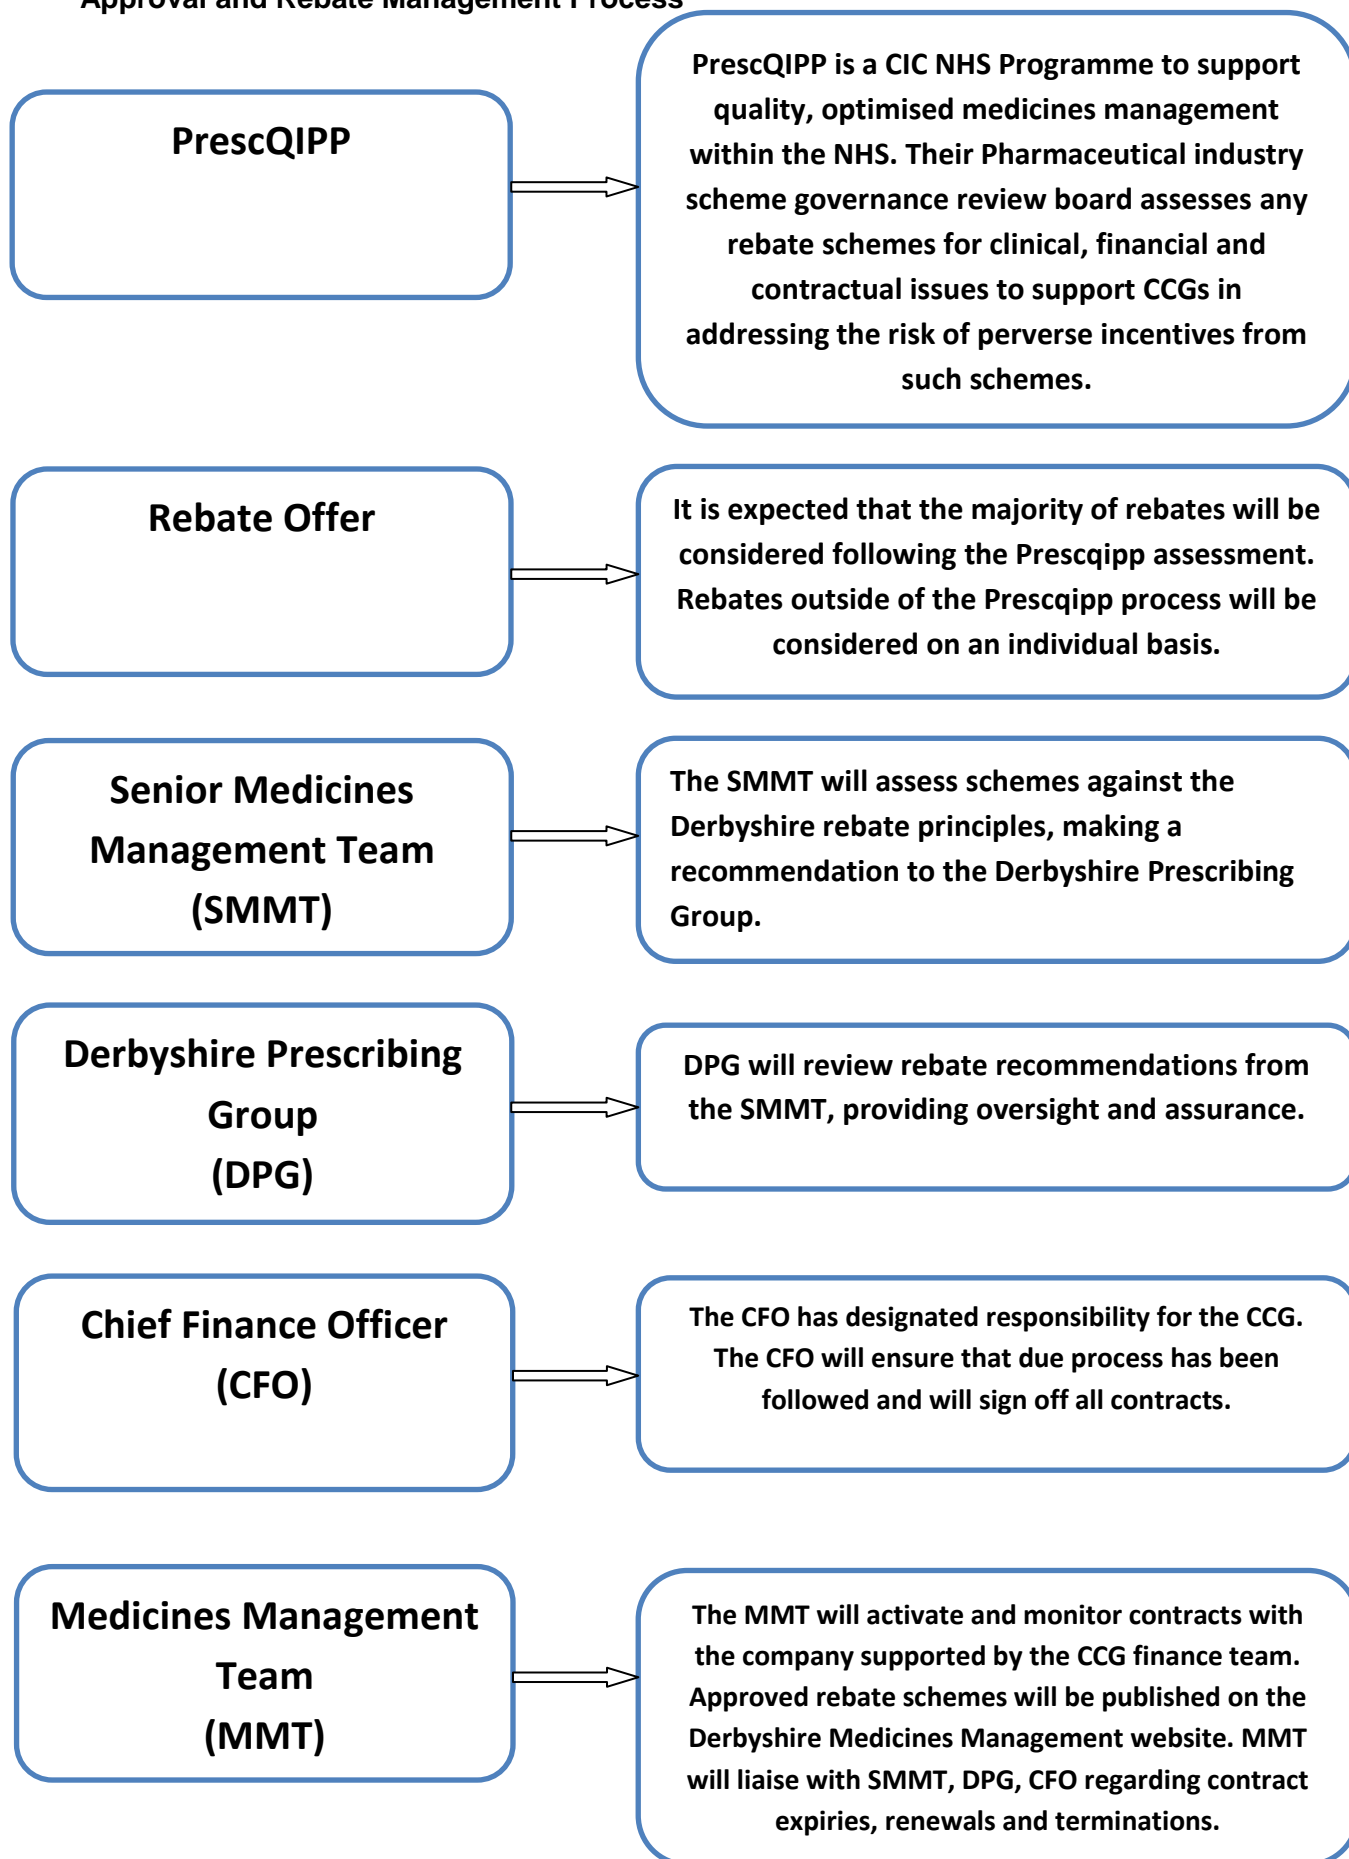 Approval and Rebate Management Process
PrescQIPP
PrescQIPP is a CIC NHS Programme to support
quality, optimised medicines management
within the NHS. Their Pharmaceutical industry
scheme governance review board assesses any
rebate schemes for clinical, financial and
contractual issues to support CCGs in
addressing the risk of perverse incentives from
such schemes.
Rebate Offer
It is expected that the majority of rebates will be
considered following the Prescqipp assessment.
Rebates outside of the Prescqipp process will be
considered on an individual basis.
Senior Medicines
Management Team
(SMMT)
The SMMT will assess schemes against the
Derbyshire rebate principles, making a
recommendation to the Derbyshire Prescribing
Group.
Derbyshire Prescribing
Group
(DPG)
DPG will review rebate recommendations from
the SMMT, providing oversight and assurance.
Chief Finance Officer
(CFO)
The CFO has designated responsibility for the CCG.
The CFO will ensure that due process has been
followed and will sign off all contracts.
Medicines Management
Team
(MMT)
The MMT will activate and monitor contracts with
the company supported by the CCG finance team.
Approved rebate schemes will be published on the
Derbyshire Medicines Management website. MMT
will liaise with SMMT, DPG, CFO regarding contract
expiries, renewals and terminations.